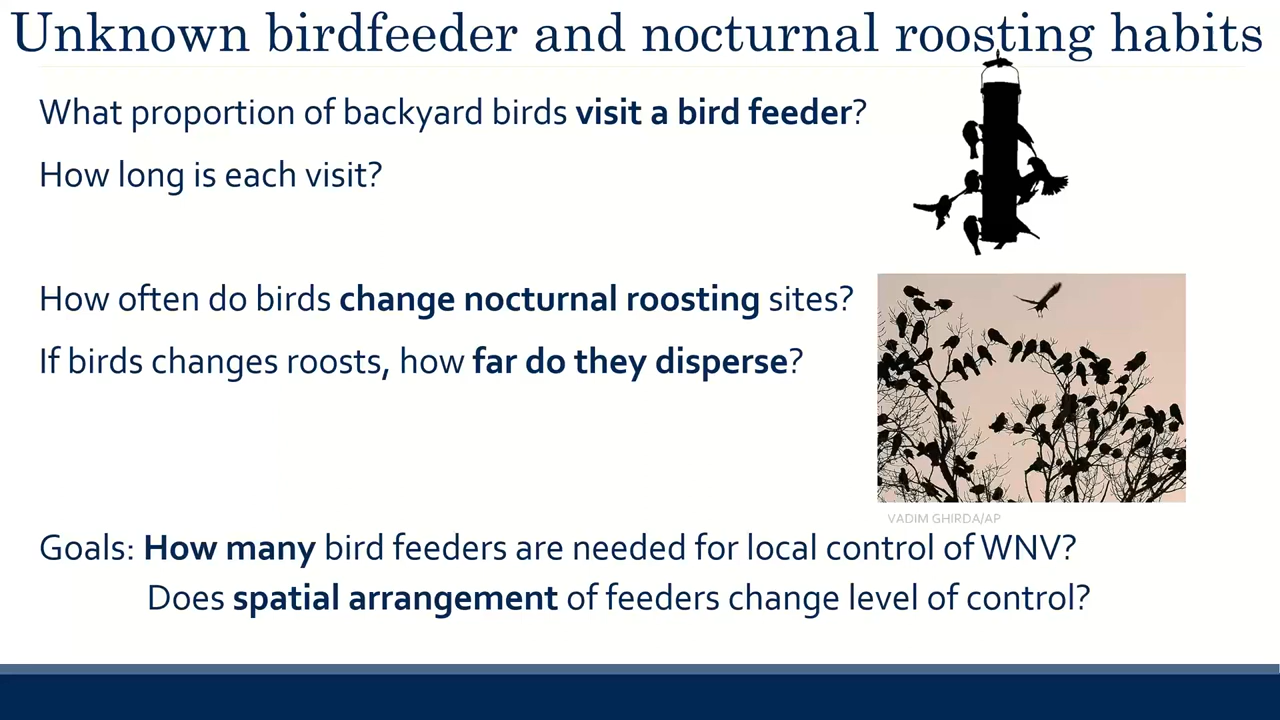 Unknown birdfeeder and nocturnal roosting habits
What proportion of backyard birds visit a bird feeder?
How long is each visit?
How often do birds change nocturnal roosting sites?
If birds changes roosts, how far do they disperse?
VADIM GHIRDA/AP
Goals: How many bird feeders are needed for local control of WNV?
Does spatial arrangement of feeders change level of control?